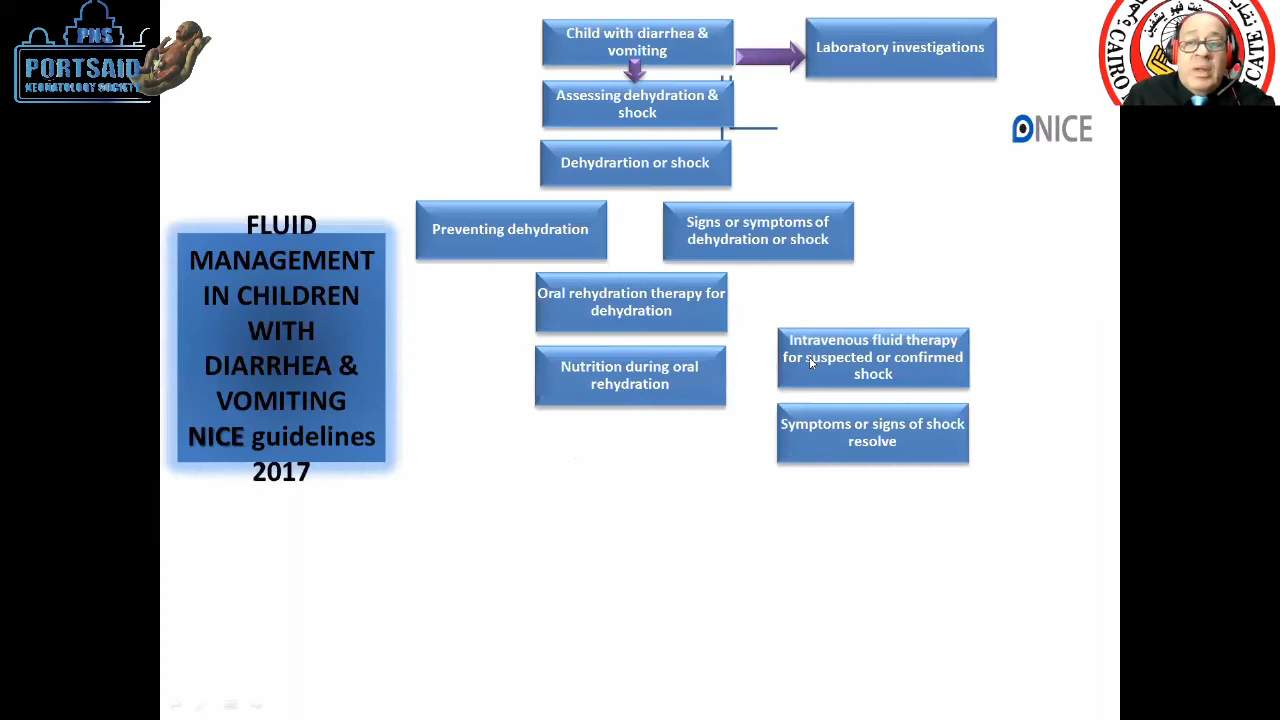 PNS
PORTSAID
NEONATOLOGY SOCIETY
Child with diarrhea &
vomiting
Laboratory investigations
Assessing dehydration &
shock
Dehydrartion or shock
NICE
Preventing dehydration
Signs or symptoms of
dehydration or shock
FLUID
MANAGEMENT
IN CHILDREN
WITH
DIARRHEA &
VOMITING
NICE guidelines
2017
Oral rehydration therapy for
dehydration
Nutrition during oral
rehydration
Intravenous fluid therapy
for suspected or confirmed
shock
Symptoms or signs of shock
resolve
CAIRO